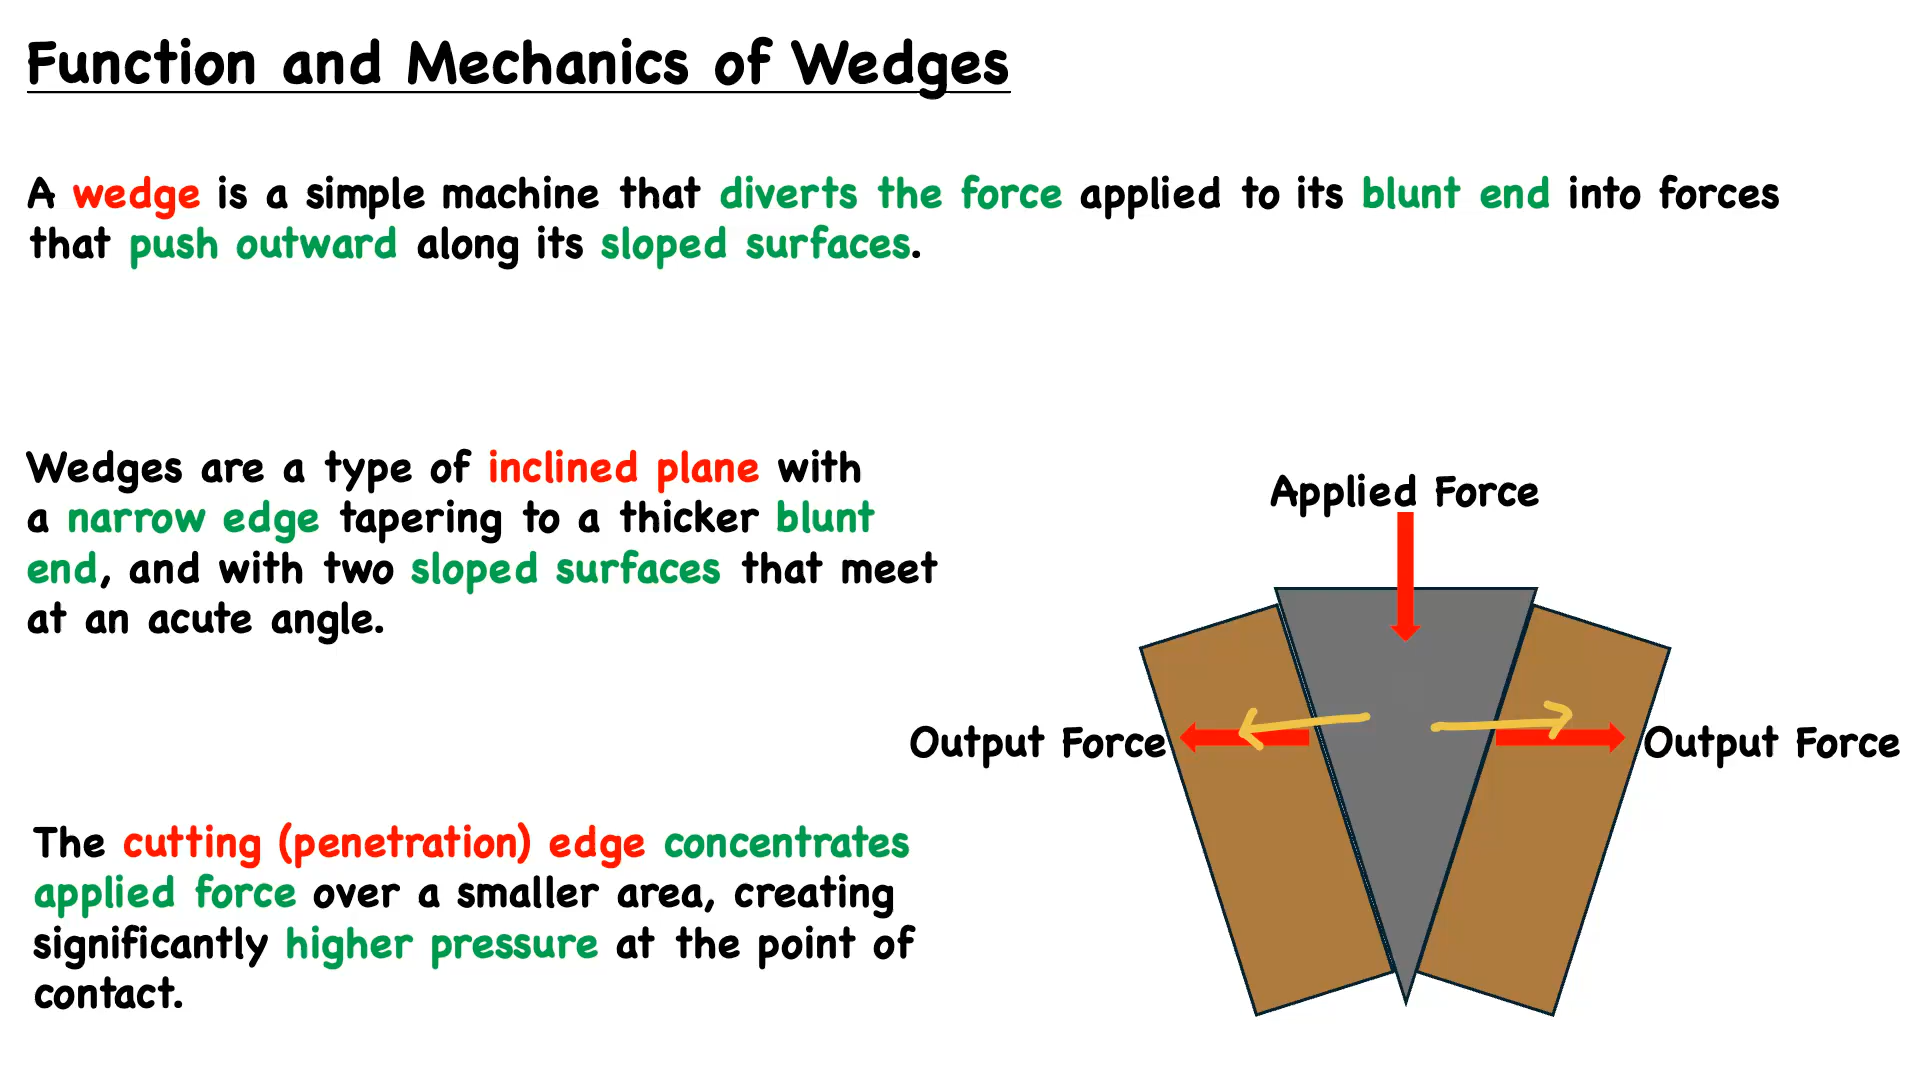 Function and Mechanics of Wedges
A wedge is a simple machine that diverts the force applied to its blunt end into forces
that push outward along its sloped surfaces.
Wedges are a type of inclined plane with
a narrow edge tapering to a thicker blunt
end, and with two sloped surfaces that meet
at an acute angle.
Applied Force
Output Force
Output Force
The cutting (penetration) edge concentrates
applied force over a smaller area, creating
significantly higher pressure at the point of
contact.